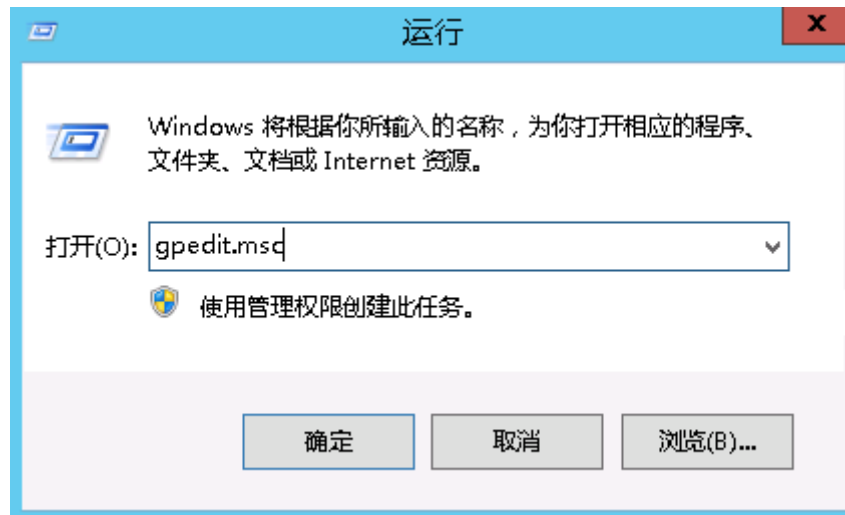 运行
Windows 将根据你所输入的名称，为你打开相应的程序、
文件夹、文档或 Internet 资源。
打开(O): gpedit.msc
使用管理权限创建此任务。
确定 取消 浏览(B)...